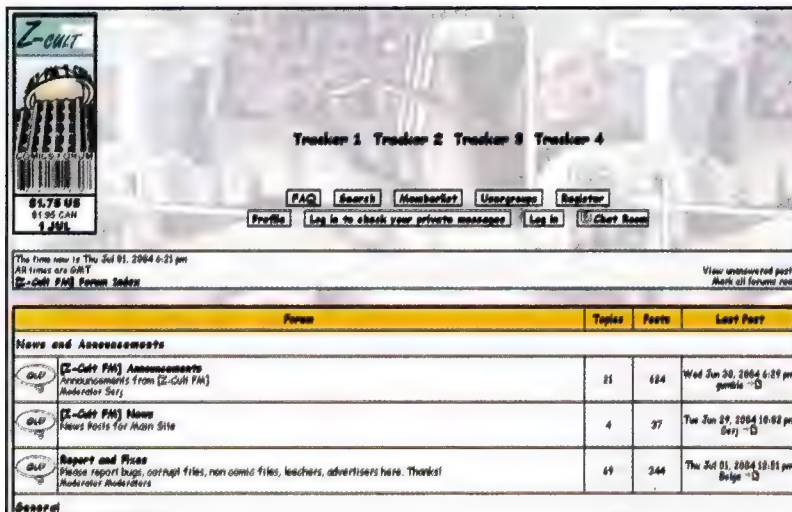 Z-CULT
$1.75 US
$1.95 CAN
1 JUL
Tracker 1 Tracker 2 Tracker 3 Tracker 4
FAQ Search Memberlist Usergroups Register
Profile Log in to check your private messages Log in Chat Room
The time now is Thu Jul 01, 2004 6:21 pm
All times are GMT
[Z-Cult FM] Forum Index
View unanswered post
Mark all forums rea
Forum Topics Posts Last Post
News and Announcements
[Z-Cult FM] Announcements
Announcements from [Z-Cult FM]
Moderator Serj
21 624 Wed Jun 30, 2004 6:29 pm
gumbie
[Z-Cult FM] News
News Posts for Main Site
4 37 Tue Jun 29, 2004 10:02 pm
Serj
Report and Fixes
Please report bugs, corrupt files, non comic files, leechers, advertisers here. Thanks!
Moderator Moderators
69 344 Thu Jul 01, 2004 12:51 pm
General